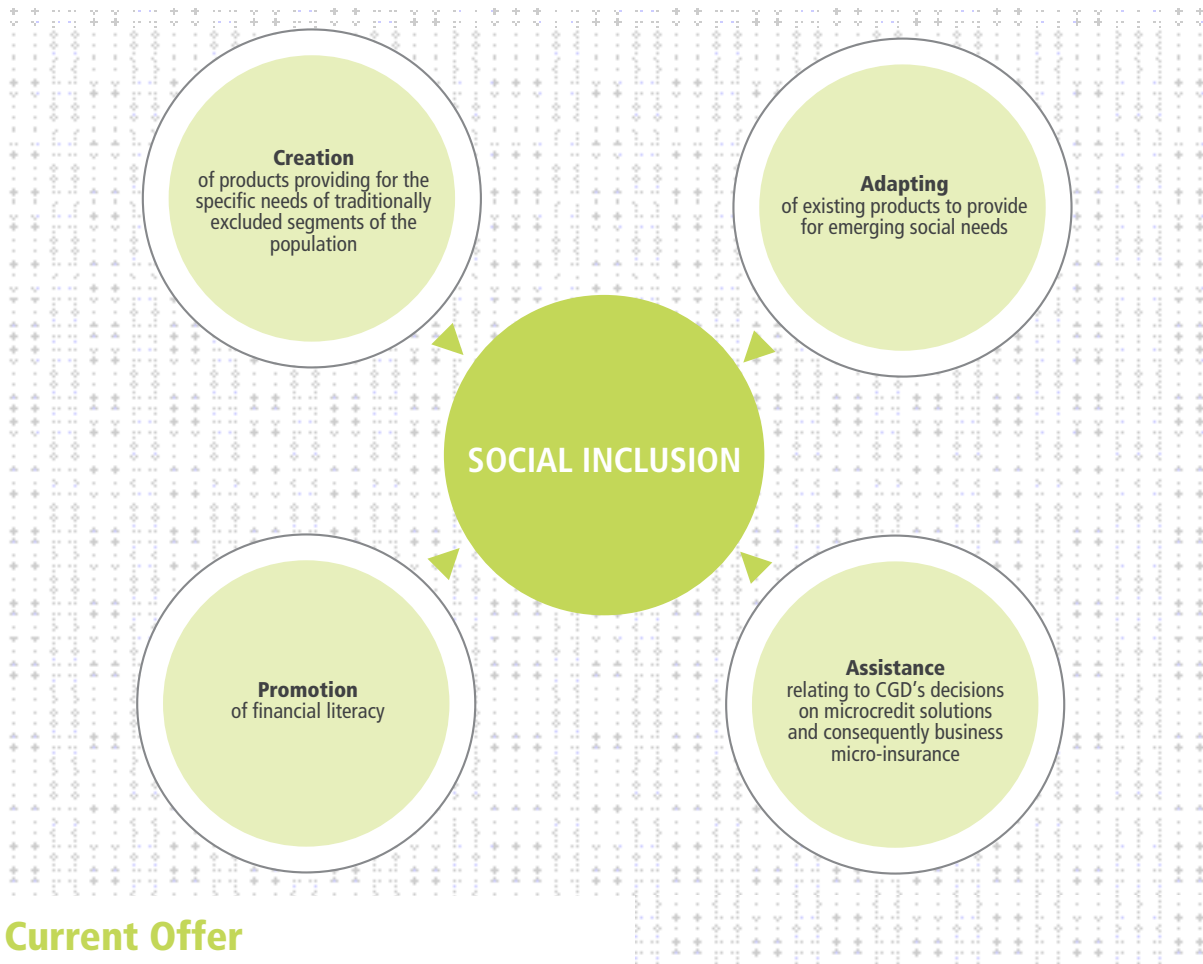 Creation
of products providing for the
specific needs of traditionally
excluded segments of the
population
Adapting
of existing products to provide
for emerging social needs
SOCIAL INCLUSION
Promotion
of financial literacy
Assistance
relating to CGD’s decisions
on microcredit solutions
and consequently business
micro-insurance
Current Offer